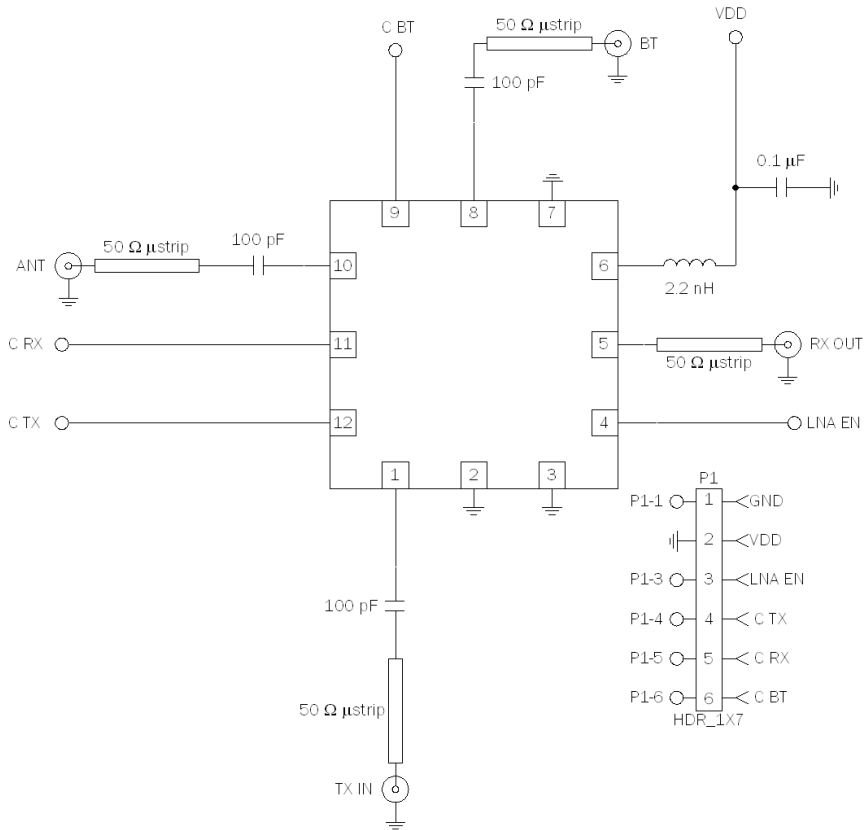 C BT
50 Ω µstrip
BT
VDD
100 pF
0.1 µF
9
8
7
ANT
50 Ω µstrip
100 pF
10
6
2.2 nH
C RX
11
5
50 Ω µstrip
RX OUT
C TX
12
4
LNA EN
1
2
3
P1
P1-1
1
GND
2
VDD
P1-3
3
LNA EN
100 pF
P1-4
4
C TX
P1-5
5
C RX
P1-6
6
C BT
HDR_1X7
50 Ω µstrip
TX IN